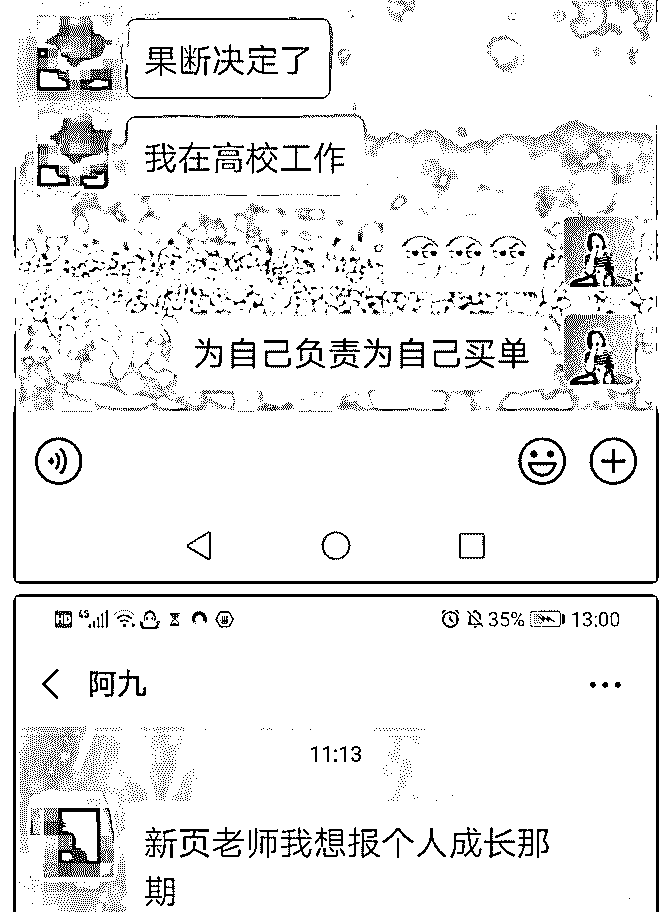 果断决定了
我在高校工作
为自己负责为自己买单
35% 13:00
阿九
11:13
新页老师我想报个人成长那
期